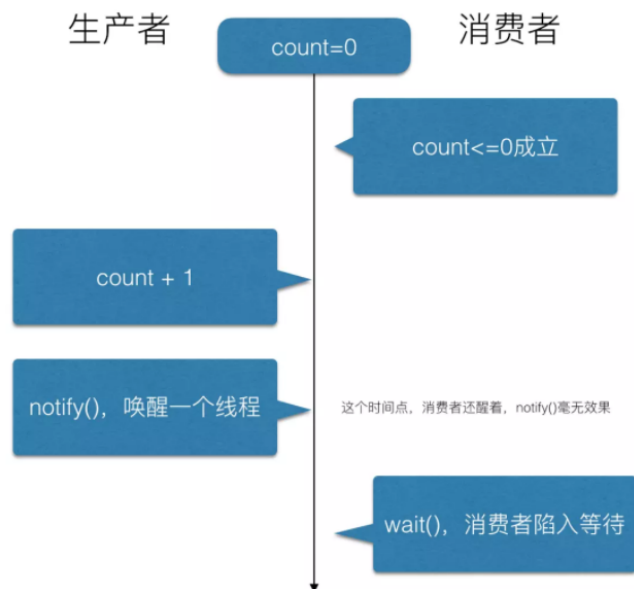 生产者
count=0
消费者
count<=0成立
count + 1
notify()，唤醒一个线程
这个时间点，消费者还醒着，notify()毫无效果
wait()，消费者陷入等待